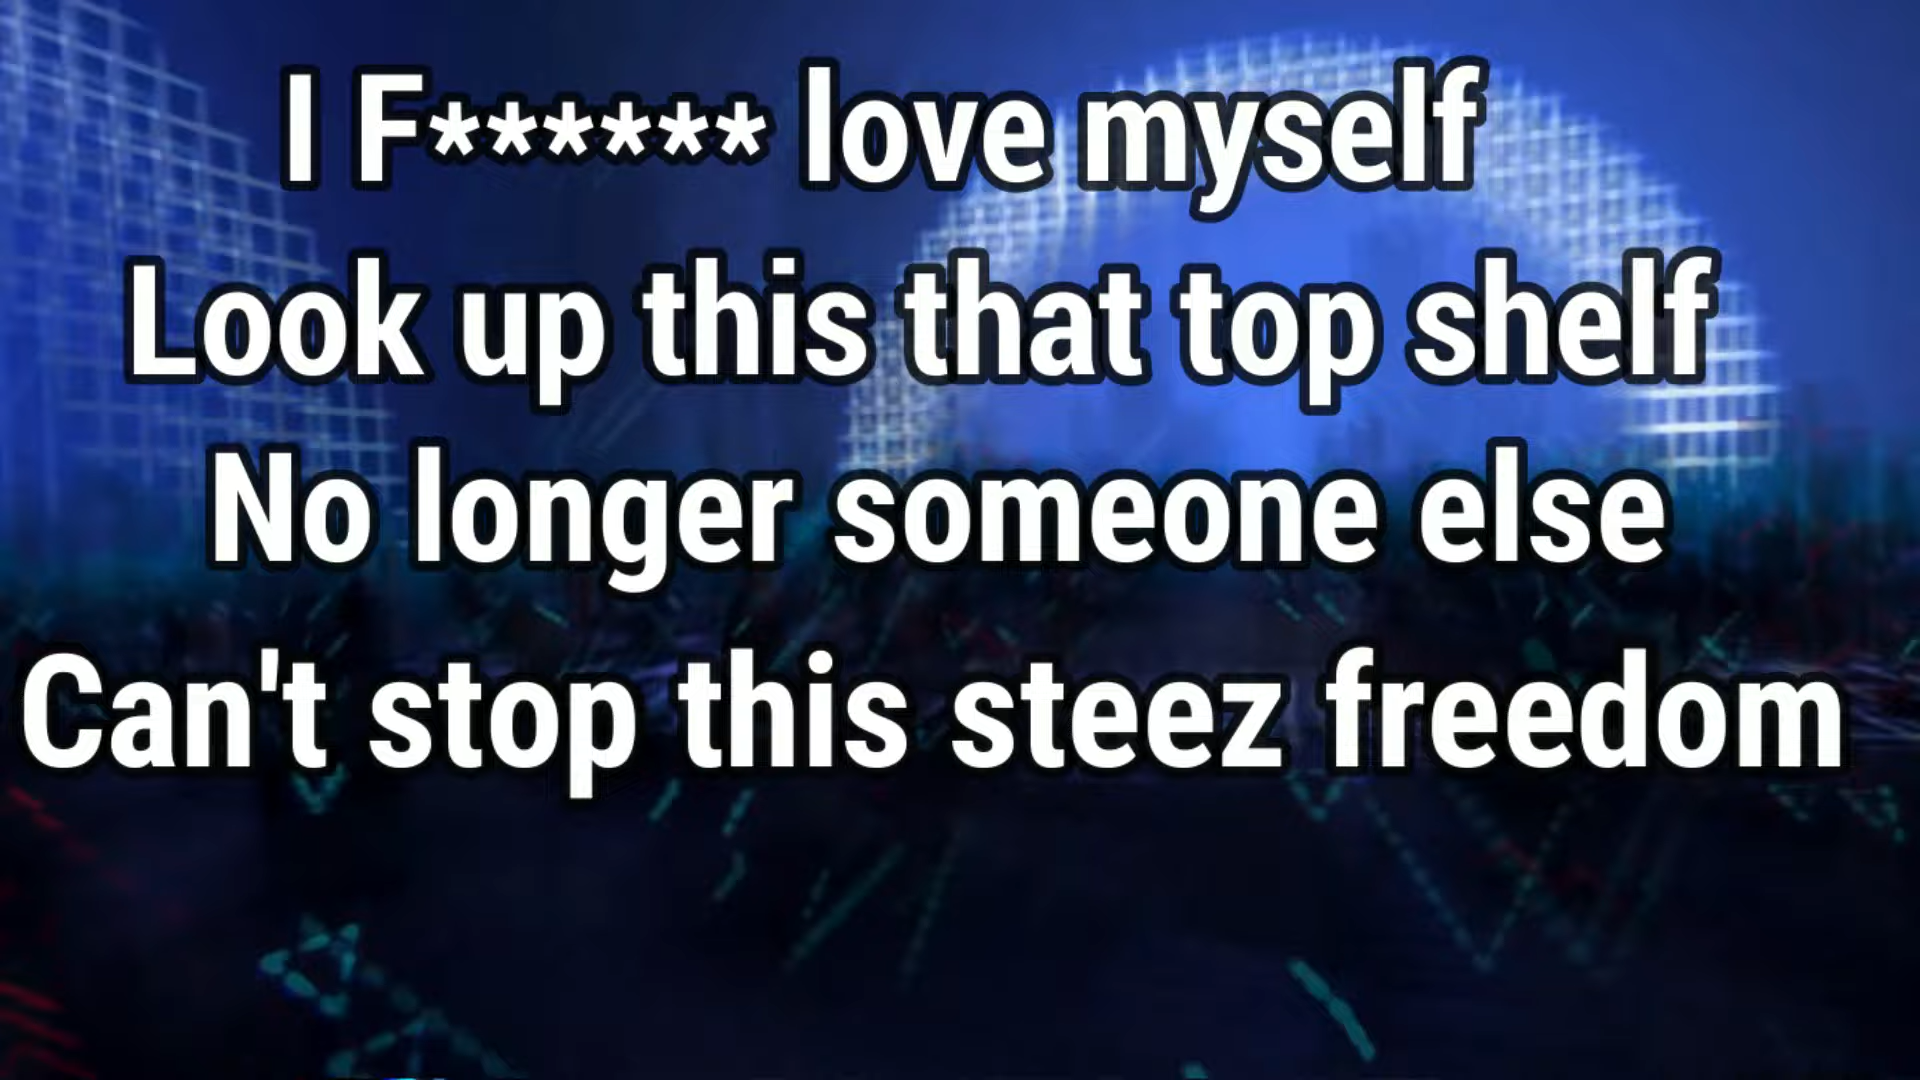 I F****** love myself
Look up this that top shelf
No longer someone else
Can't stop this steez freedom